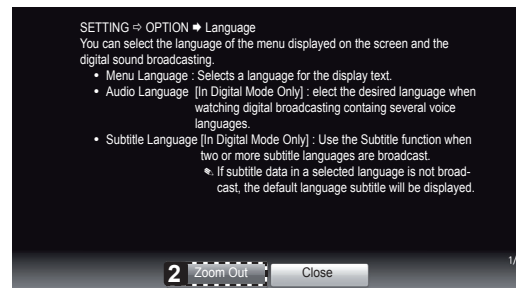 SETTING ⇨ OPTION ➡ Language
You can select the language of the menu displayed on the screen and the
digital sound broadcasting.
• Menu Language : Selects a language for the display text.
• Audio Language [In Digital Mode Only] : elect the desired language when
watching digital broadcasting containg several voice
languages.
• Subtitle Language [In Digital Mode Only] : Use the Subtitle function when
two or more subtitle languages are broadcast.
✎ If subtitle data in a selected language is not broad-
cast, the default language subtitle will be displayed.
1/
2 Zoom Out Close